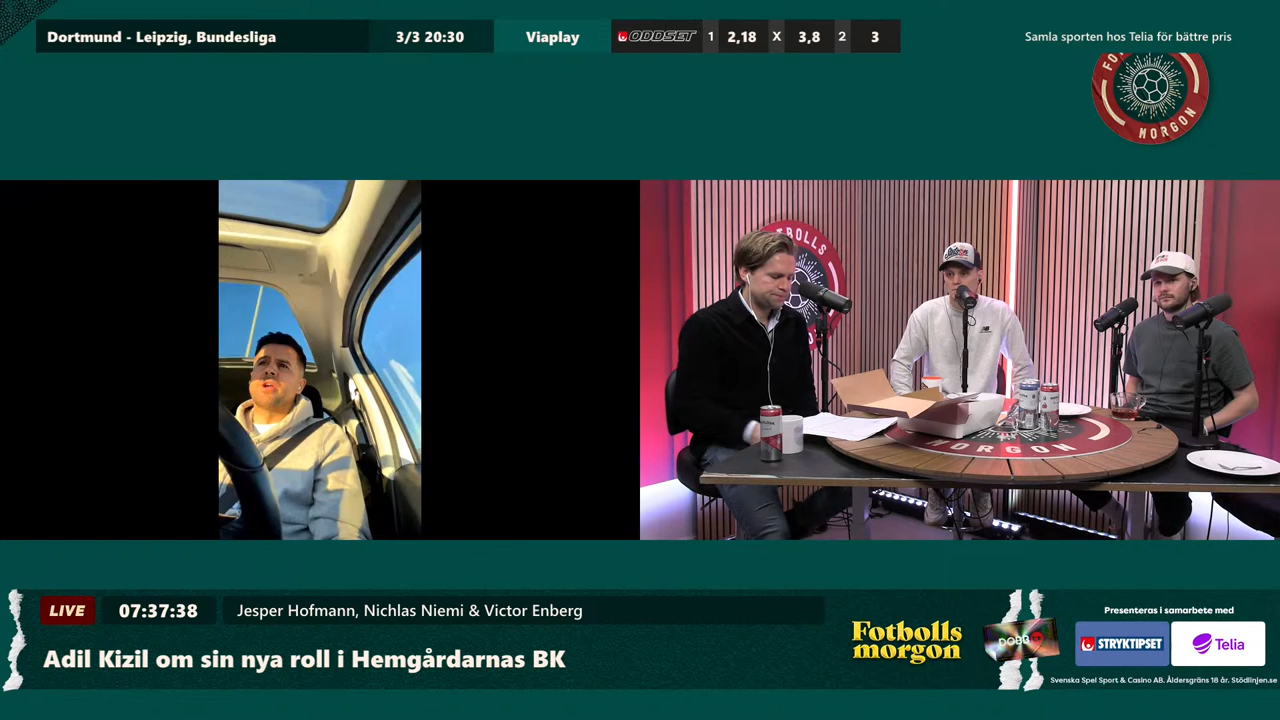 Dortmund - Leipzig, Bundesliga
3/3 20:30
Viaplay
ODDSET
1 2,18 X 3,8 2 3
Samla sporten hos Telia för bättre pris
MORGON
MORGON
LIVE
07:37:38
Jesper Hofmann, Nichlas Niemi & Victor Enberg
Adil Kizil om sin nya roll i Hemgårdarnas BK
Fotbolls
morgon
Presenteras i samarbete med
STRYKTIPSET
Telia
Svenska Spel Sport & Casino AB. Åldersgräns 18 år. Stödlinjen.se